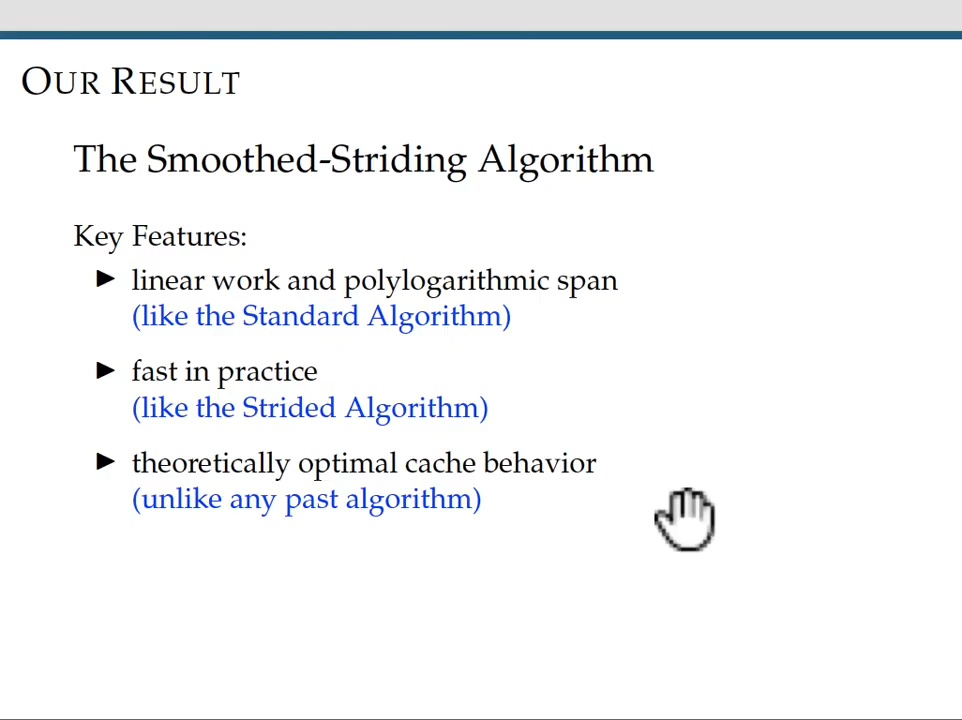 OUR RESULT
The Smoothed-Striding Algorithm
Key Features:
▶ linear work and polylogarithmic span
(like the Standard Algorithm)
▶ fast in practice
(like the Strided Algorithm)
▶ theoretically optimal cache behavior
(unlike any past algorithm)